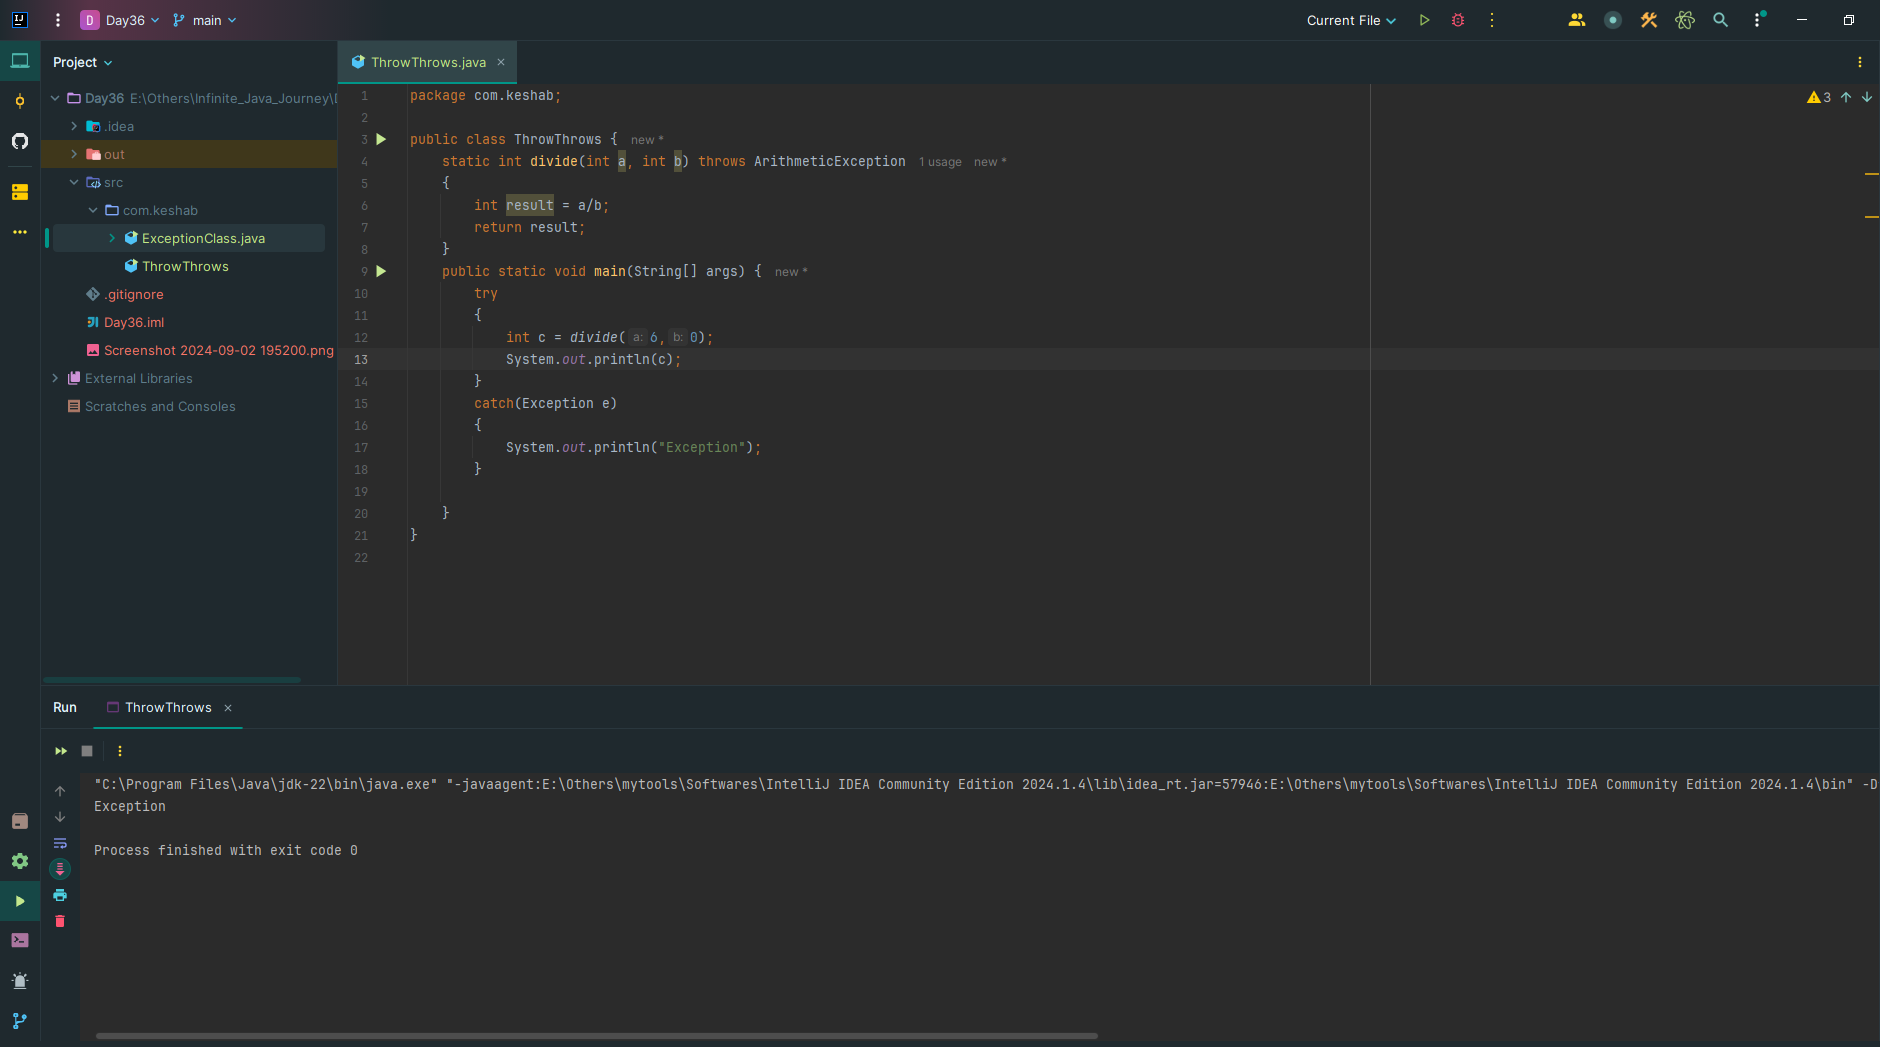 D Day36 main Current File
Project
ThrowThrows.java
Day36 E:\Others\Infinite_Java_Journey\
.idea
out
src
com.keshab
ExceptionClass.java
ThrowThrows
.gitignore
Day36.iml
Screenshot 2024-09-02 195200.png
External Libraries
Scratches and Consoles
3
1 package com.keshab;
2
3 public class ThrowThrows { new *
4 static int divide(int a, int b) throws ArithmeticException 1 usage new *
5 {
6 int result = a/b;
7 return result;
8 }
9 public static void main(String[] args) { new *
10 try
11 {
12 int c = divide( a: 6, b: 0);
13 System.out.println(c);
14 }
15 catch(Exception e)
16 {
17 System.out.println("Exception");
18 }
19
20 }
21 }
22
Run ThrowThrows
"C:\Program Files\Java\jdk-22\bin\java.exe" "-javaagent:E:\Others\mytools\Softwares\IntelliJ IDEA Community Edition 2024.1.4\lib\idea_rt.jar=57946:E:\Others\mytools\Softwares\IntelliJ IDEA Community Edition 2024.1.4\bin" -D
Exception
Process finished with exit code 0